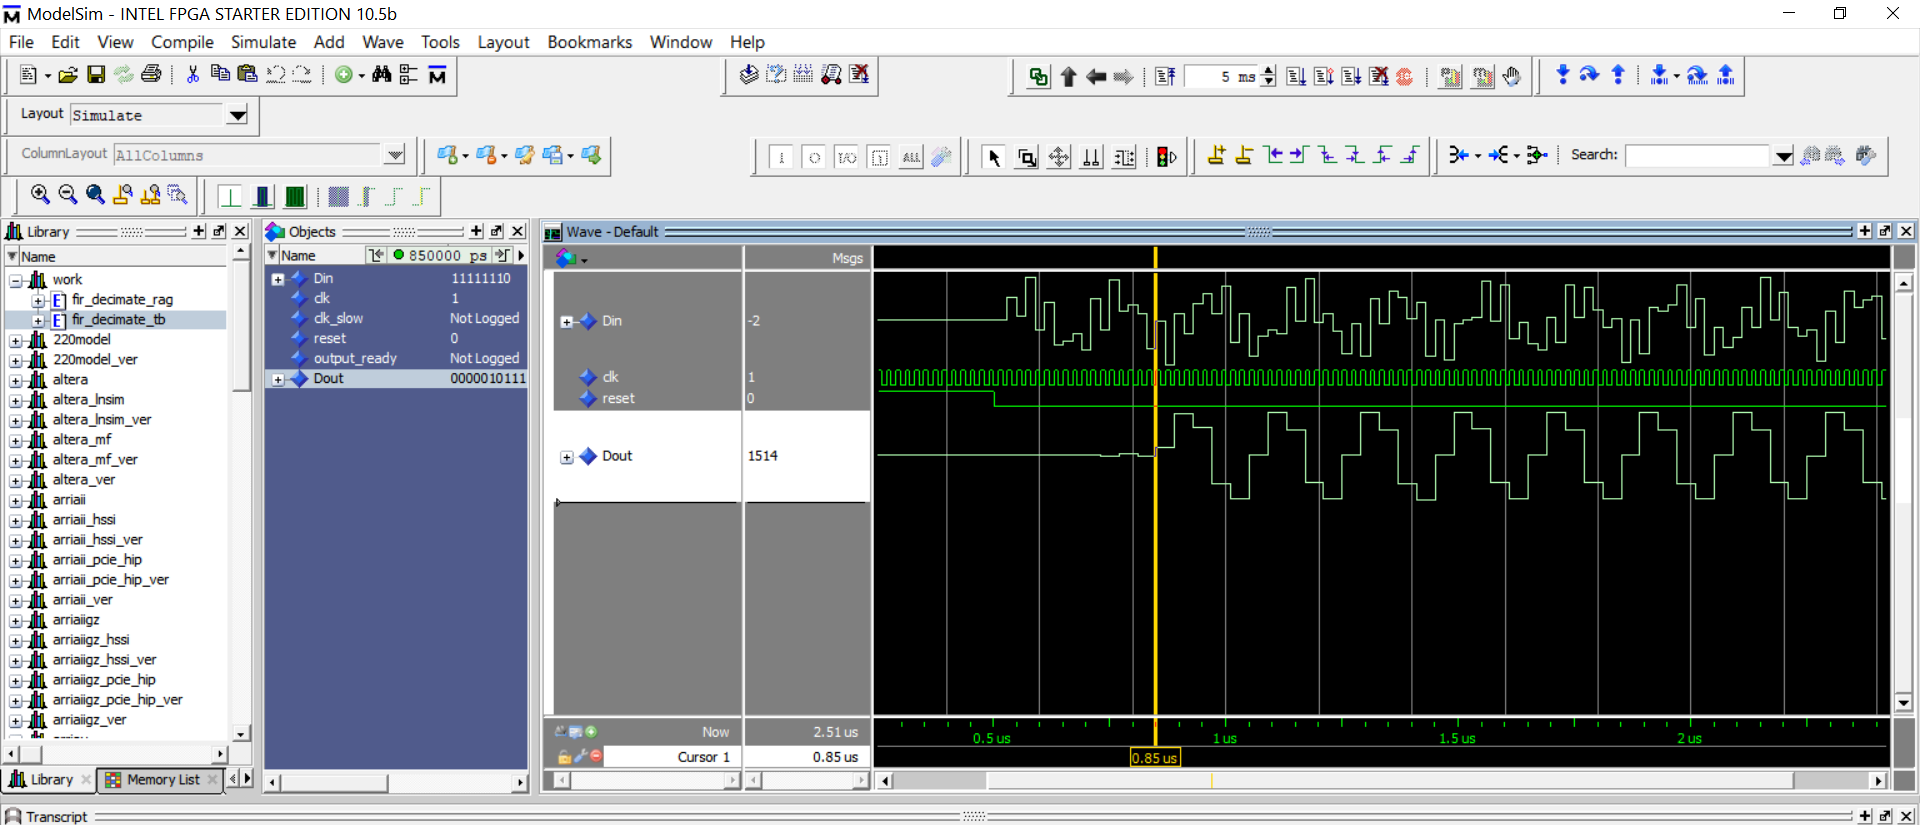 ModelSim - INTEL FPGA STARTER EDITION 10.5b
File Edit View Compile Simulate Add Wave Tools Layout Bookmarks Window Help
5 ms
Layout Simulate
ColumnLayout AllColumns
I/O ALL
Search:
Library
Name
work
fir_decimate_rag
fir_decimate_tb
220model
220model_ver
altera
altera_lnsim
altera_lnsim_ver
altera_mf
altera_mf_ver
altera_ver
arriaii
arriaii_hssi
arriaii_hssi_ver
arriaii_pcie_hip
arriaii_pcie_hip_ver
arriaii_ver
arriaiigz
arriaiigz_hssi
arriaiigz_hssi_ver
arriaiigz_pcie_hip
arriaiigz_pcie_hip_ver
arriaiigz_ver
Library Memory List
Objects
Name 850000 ps
Din 11111110
clk 1
clk_slow Not Logged
reset 0
output_ready Not Logged
Dout 0000010111
Wave - Default
Msgs
Din -2
clk 1
reset 0
Dout 1514
Now 2.51 us
Cursor 1 0.85 us
0.5 us 1 us 1.5 us 2 us
0.85 us
Transcript